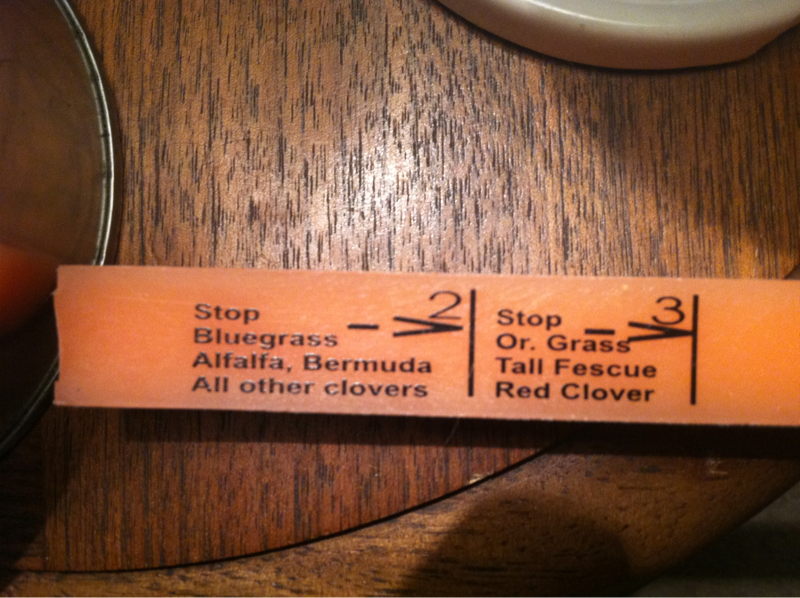 Stop
Bluegrass
Alfalfa, Bermuda
All other clovers
2
Stop
Or. Grass
Tall Fescue
Red Clover
3